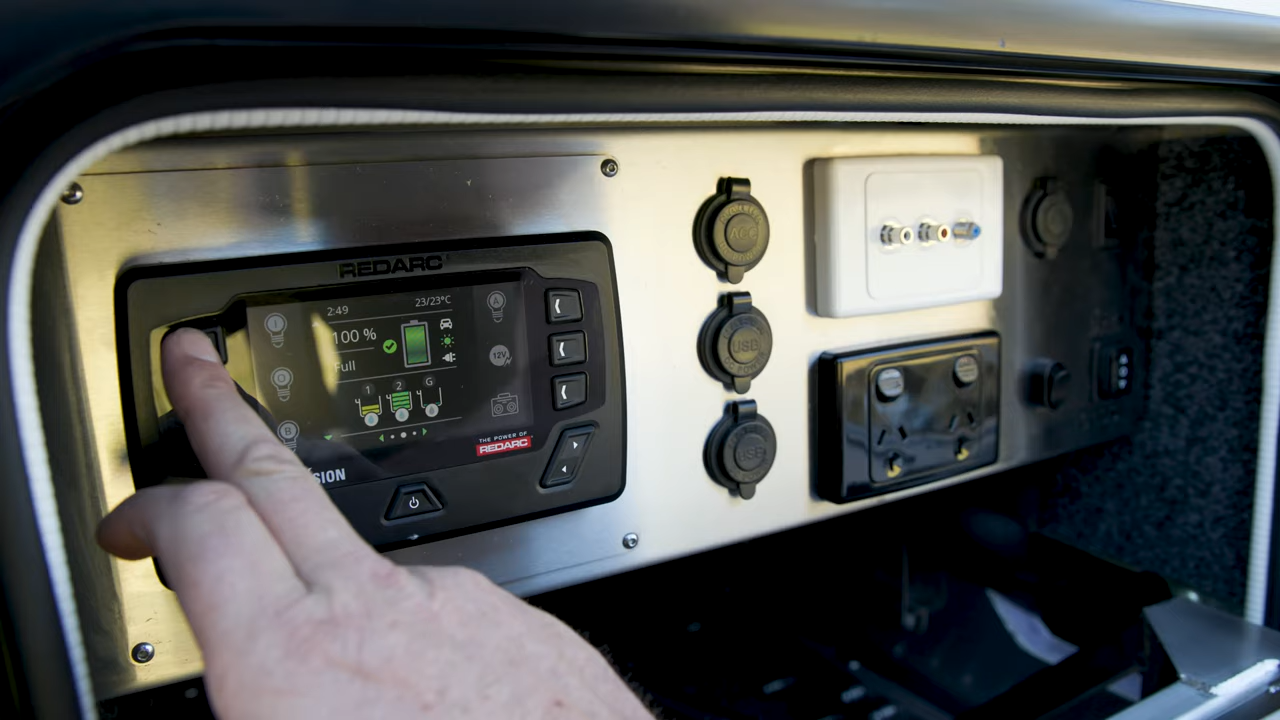 REDARC
2:49
23/23°C
A
100 %
12V
Full
1 2 G
THE POWER OF
REDARC
SION
ACC
USB
USB